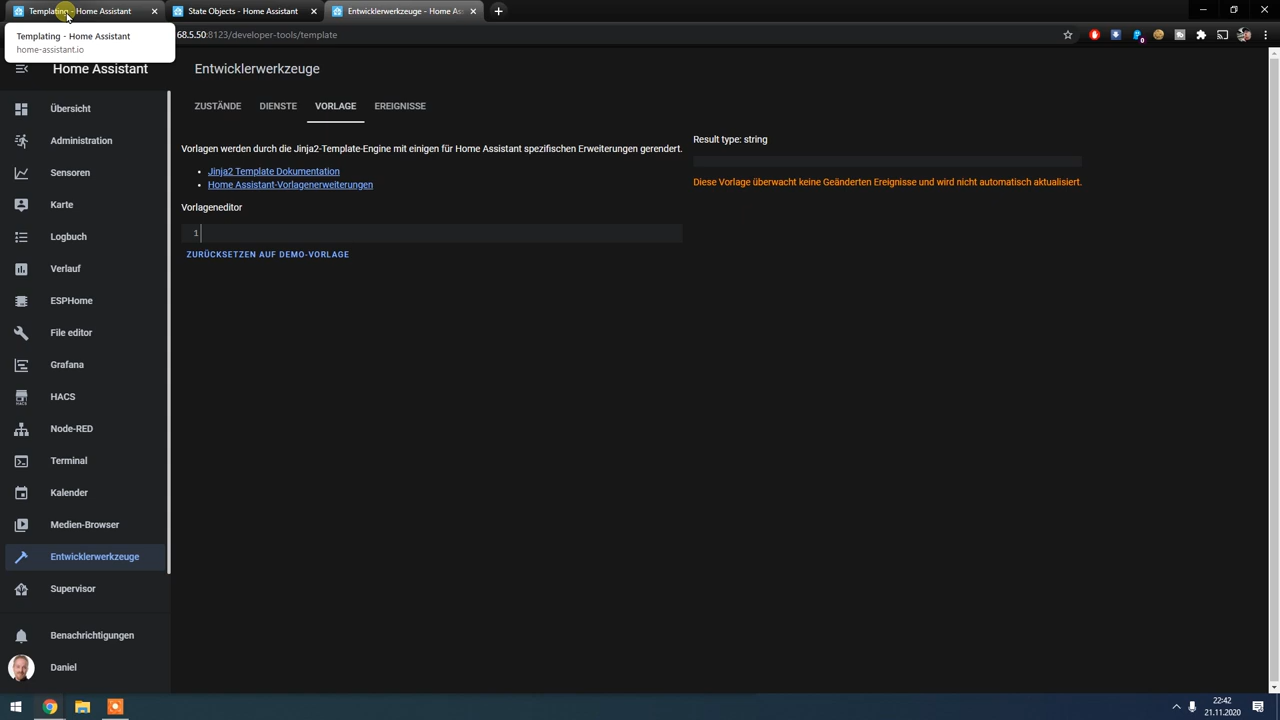 Templating - Home Assistant
State Objects - Home Assistant
Entwicklerwerkzeuge - Home Ass
Templating - Home Assistant
home-assistant.io
68.5.50:8123/developer-tools/template
Home Assistant
Entwicklerwerkzeuge
Übersicht
Administration
Sensoren
Karte
Logbuch
Verlauf
ESPHome
File editor
Grafana
HACS
Node-RED
Terminal
Kalender
Medien-Browser
Entwicklerwerkzeuge
Supervisor
Benachrichtigungen
Daniel
ZUSTÄNDE DIENSTE VORLAGE EREIGNISSE
Vorlagen werden durch die Jinja2-Template-Engine mit einigen für Home Assistant spezifischen Erweiterungen gerendert.
• Jinja2 Template Dokumentation
• Home Assistant-Vorlagenerweiterungen
Vorlageneditor
1
ZURÜCKSETZEN AUF DEMO-VORLAGE
Result type: string
Diese Vorlage überwacht keine Geänderten Ereignisse und wird nicht automatisch aktualisiert.
22:42
21.11.2020